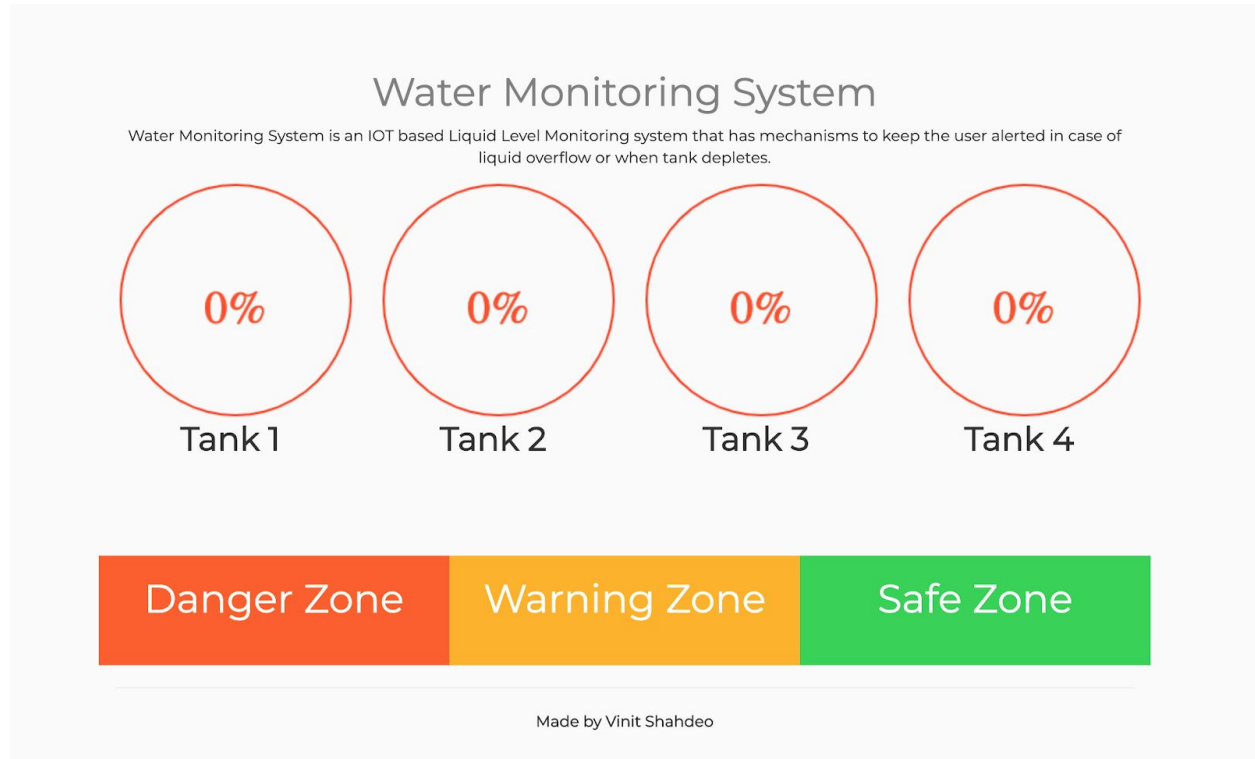 Water Monitoring System
Water Monitoring System is an IOT based Liquid Level Monitoring system that has mechanisms to keep the user alerted in case of
liquid overflow or when tank depletes.
0% 0% 0% 0%
Tank 1 Tank 2 Tank 3 Tank 4
Danger Zone Warning Zone Safe Zone
Made by Vinit Shahdeo